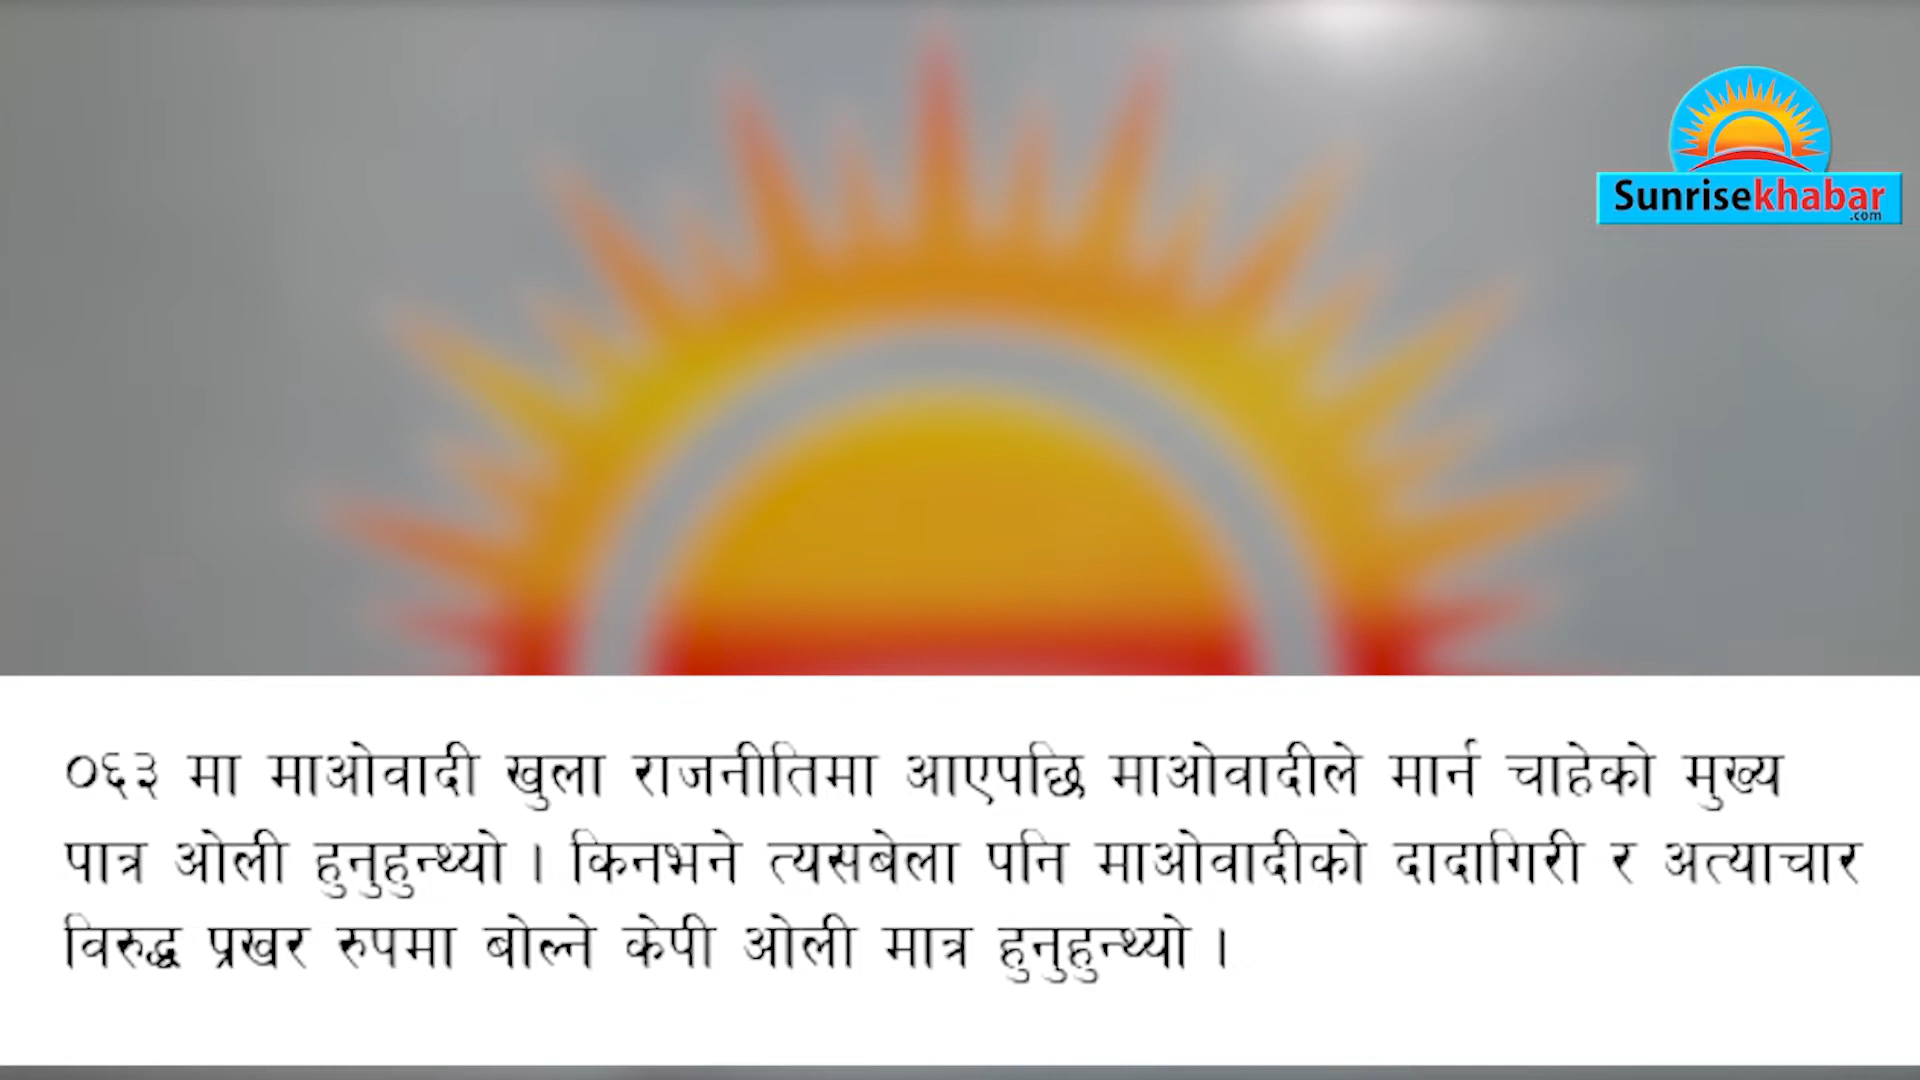 Sunrisekhabar
.com
०६३ मा माओवादी खुला राजनीतिमा आएपछि माओवादीले मार्न चाहेको मुख्य
पात्र ओली हुनुहुन्थ्यो । किनभने त्यसबेला पनि माओवादीको दादागिरी र अत्याचार
विरुद्ध प्रखर रुपमा बोल्ने केपी ओली मात्र हुनुहुन्थ्यो ।